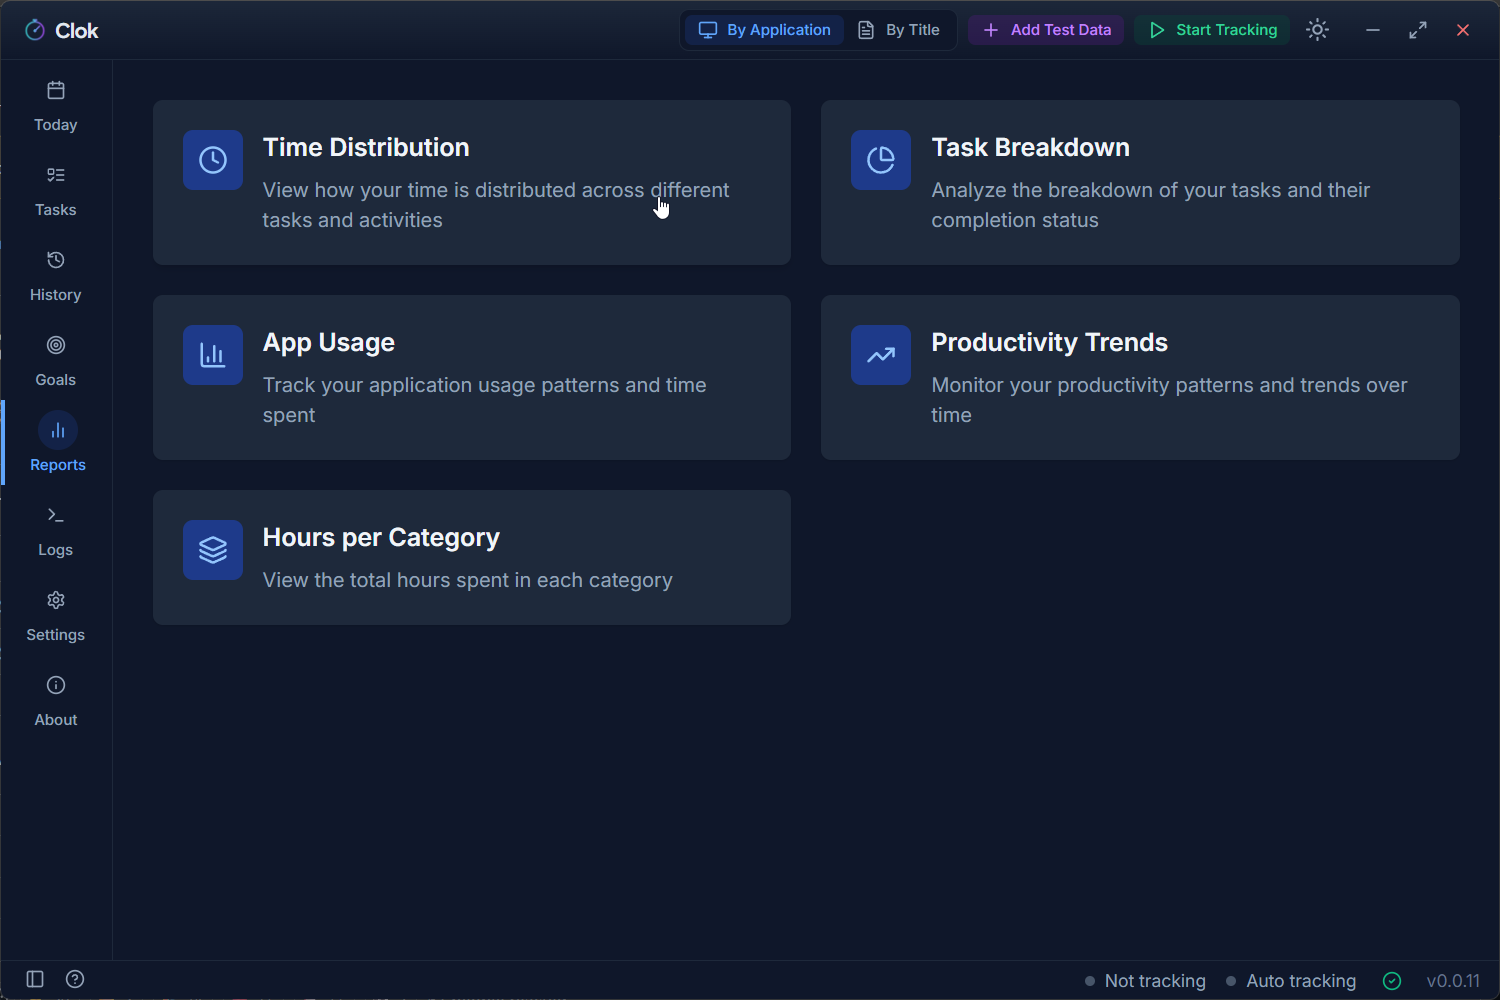 Clok
By Application
By Title
Add Test Data
Start Tracking
Today
Tasks
History
Goals
Reports
Logs
Settings
About
Time Distribution
View how your time is distributed across different
tasks and activities
Task Breakdown
Analyze the breakdown of your tasks and their
completion status
App Usage
Track your application usage patterns and time
spent
Productivity Trends
Monitor your productivity patterns and trends over
time
Hours per Category
View the total hours spent in each category
Not tracking
Auto tracking
v0.0.11